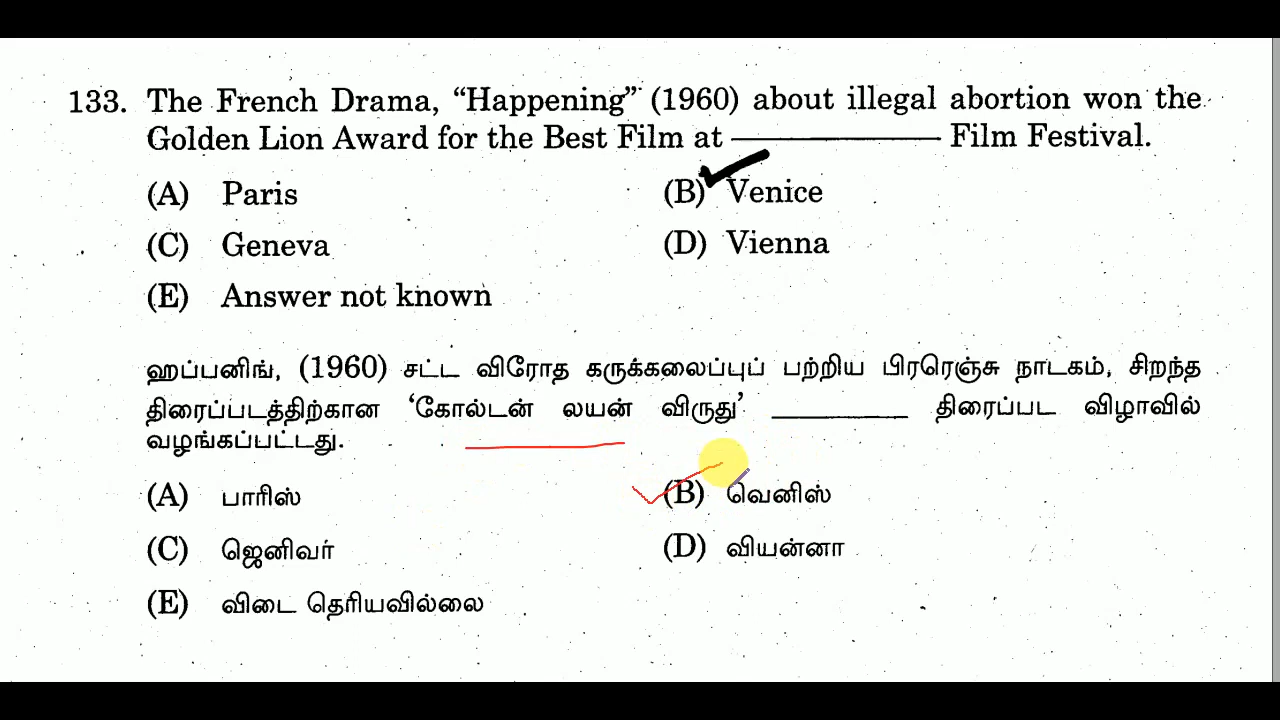 133. The French Drama, “Happening” (1960) about illegal abortion won the
Golden Lion Award for the Best Film at ———————— Film Festival.
(A) Paris (B) Venice
(C) Geneva (D) Vienna
(E) Answer not known
ஹப்பனிங், (1960) சட்ட விரோத கருக்கலைப்புப் பற்றிய பிரரெஞ்சு நாடகம், சிறந்த
திரைப்படத்திற்கான ‘கோல்டன் லயன் விருது’ __________ திரைப்பட விழாவில்
வழங்கப்பட்டது.
(A) பாரிஸ் (B) வெனிஸ்
(C) ஜெனிவர் (D) வியன்னா
(E) விடை தெரியவில்லை